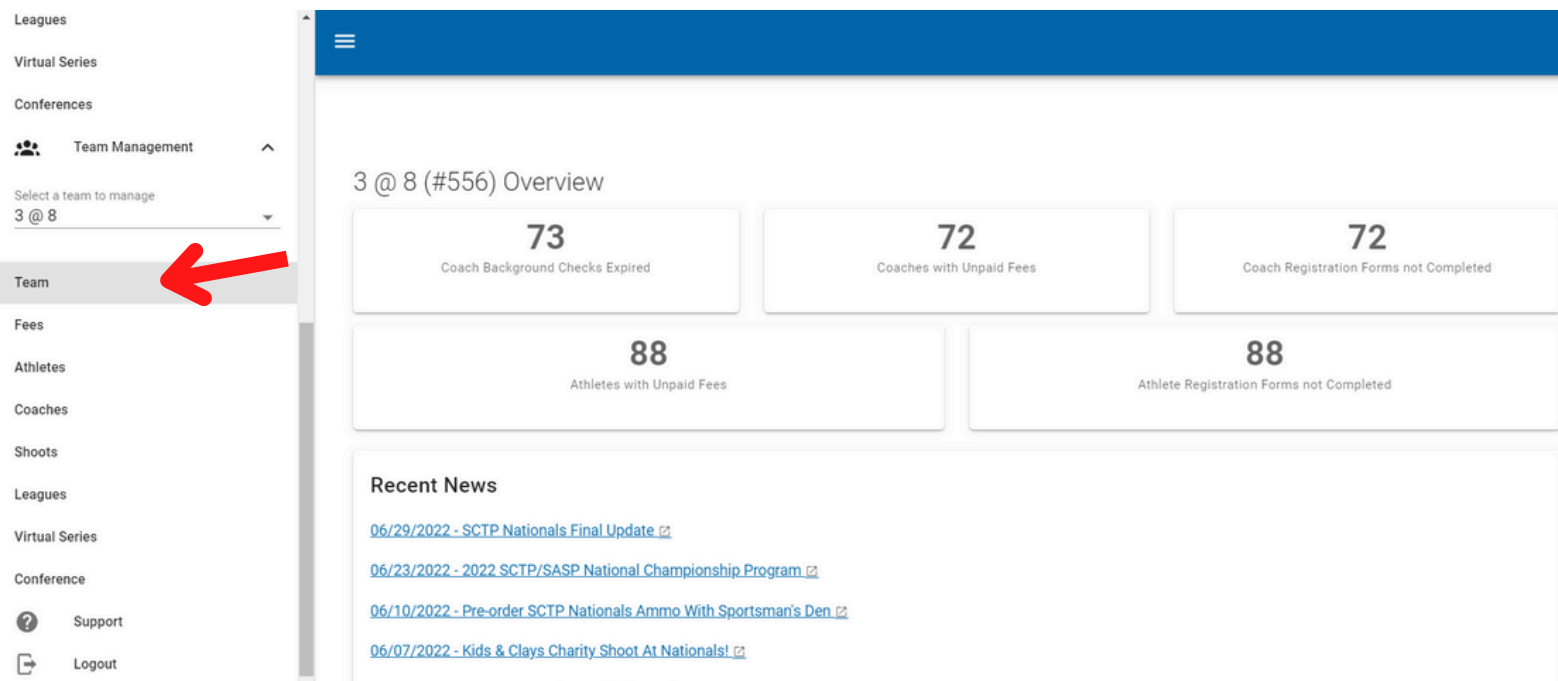 Leagues
Virtual Series
Conferences
Team Management
Select a team to manage
3 @ 8
Team
Fees
Athletes
Coaches
Shoots
Leagues
Virtual Series
Conference
Support
Logout
3 @ 8 (#556) Overview
73
Coach Background Checks Expired
72
Coaches with Unpaid Fees
72
Coach Registration Forms not Completed
88
Athletes with Unpaid Fees
88
Athlete Registration Forms not Completed
Recent News
06/29/2022 - SCTP Nationals Final Update
06/23/2022 - 2022 SCTP/SASP National Championship Program
06/10/2022 - Pre-order SCTP Nationals Ammo With Sportsman's Den
06/07/2022 - Kids & Clays Charity Shoot At Nationals!